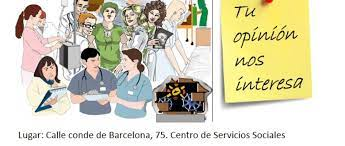 Tu
opinión
nos
interesa
Lugar: Calle conde de Barcelona, 75. Centro de Servicios Sociales